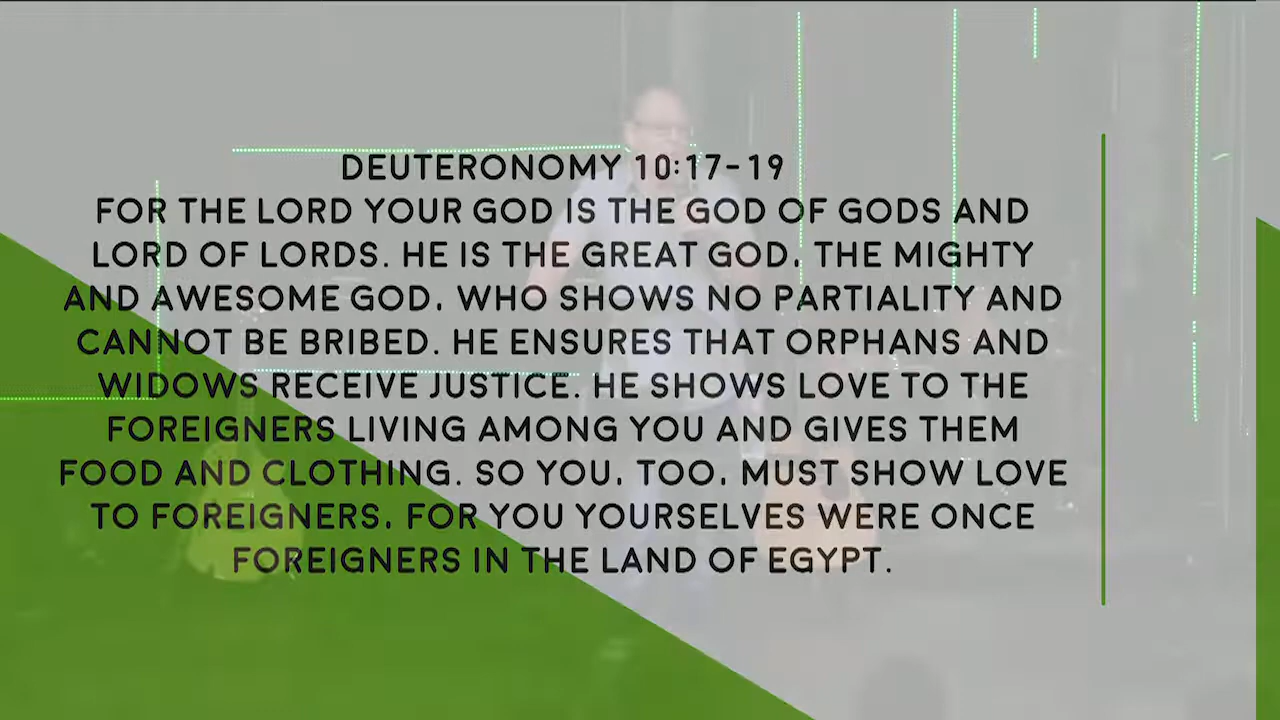 DEUTERONOMY 10:17-19
FOR THE LORD YOUR GOD IS THE GOD OF GODS AND
LORD OF LORDS. HE IS THE GREAT GOD, THE MIGHTY
AND AWESOME GOD, WHO SHOWS NO PARTIALITY AND
CANNOT BE BRIBED. HE ENSURES THAT ORPHANS AND
WIDOWS RECEIVE JUSTICE. HE SHOWS LOVE TO THE
FOREIGNERS LIVING AMONG YOU AND GIVES THEM
FOOD AND CLOTHING. SO YOU, TOO, MUST SHOW LOVE
TO FOREIGNERS, FOR YOU YOURSELVES WERE ONCE
FOREIGNERS IN THE LAND OF EGYPT.